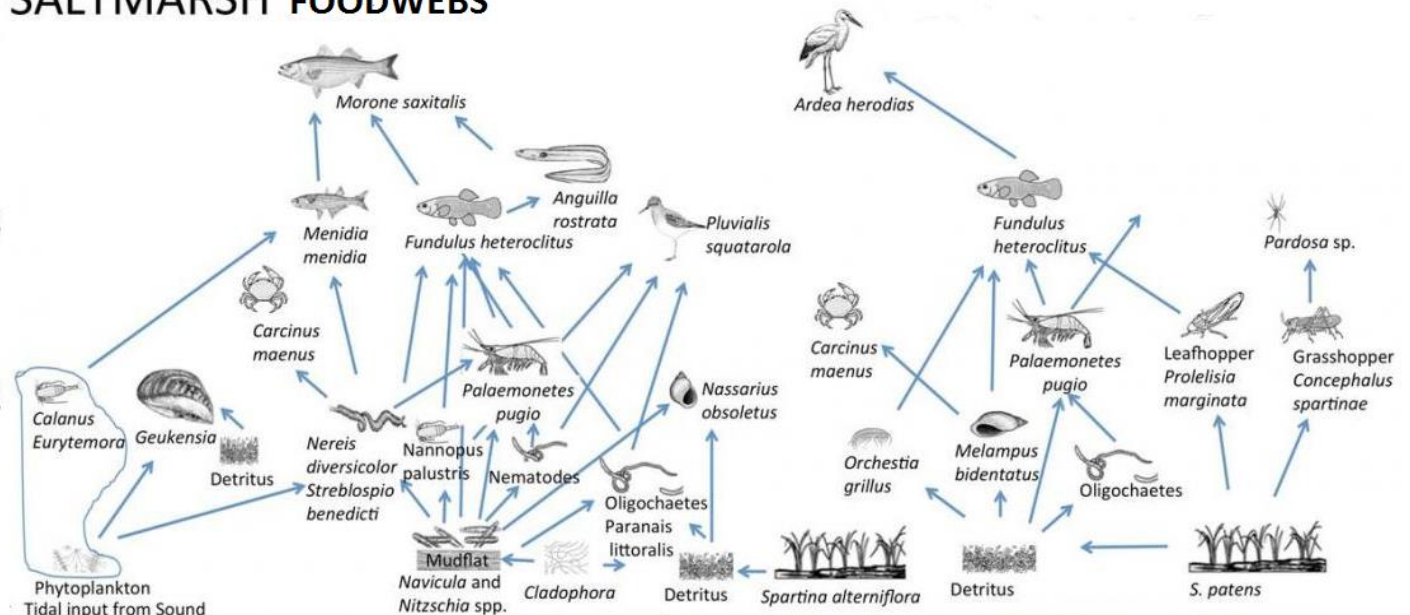 SALTMARSH FOODWEBS
Morone saxitalis
Ardea herodias
Menidia
menidia
Fundulus heteroclitus
Anguilla
rostrata
Pluvialis
squatarola
Fundulus
heteroclitus
Pardosa sp.
Carcinus
maenus
Palaemonetes
pugio
Nassarius
obsoletus
Carcinus
maenus
Palaemonetes
pugio
Leafhopper
Prolelisia
marginata
Grasshopper
Concephalus
spartinae
Calanus
Eurytemora
Geukensia
Detritus
Nereis
diversicolor
Streblospio
benedicti
Nannopus
palustris
Nematodes
Oligochaetes
Paranais
littoralis
Orchestia
grillus
Melampus
bidentatus
Oligochaetes
Phytoplankton
Tidal input from Sound
Mudflat
Navicula and
Nitzschia spp.
Cladophora
Detritus
Spartina alterniflora
Detritus
S. patens